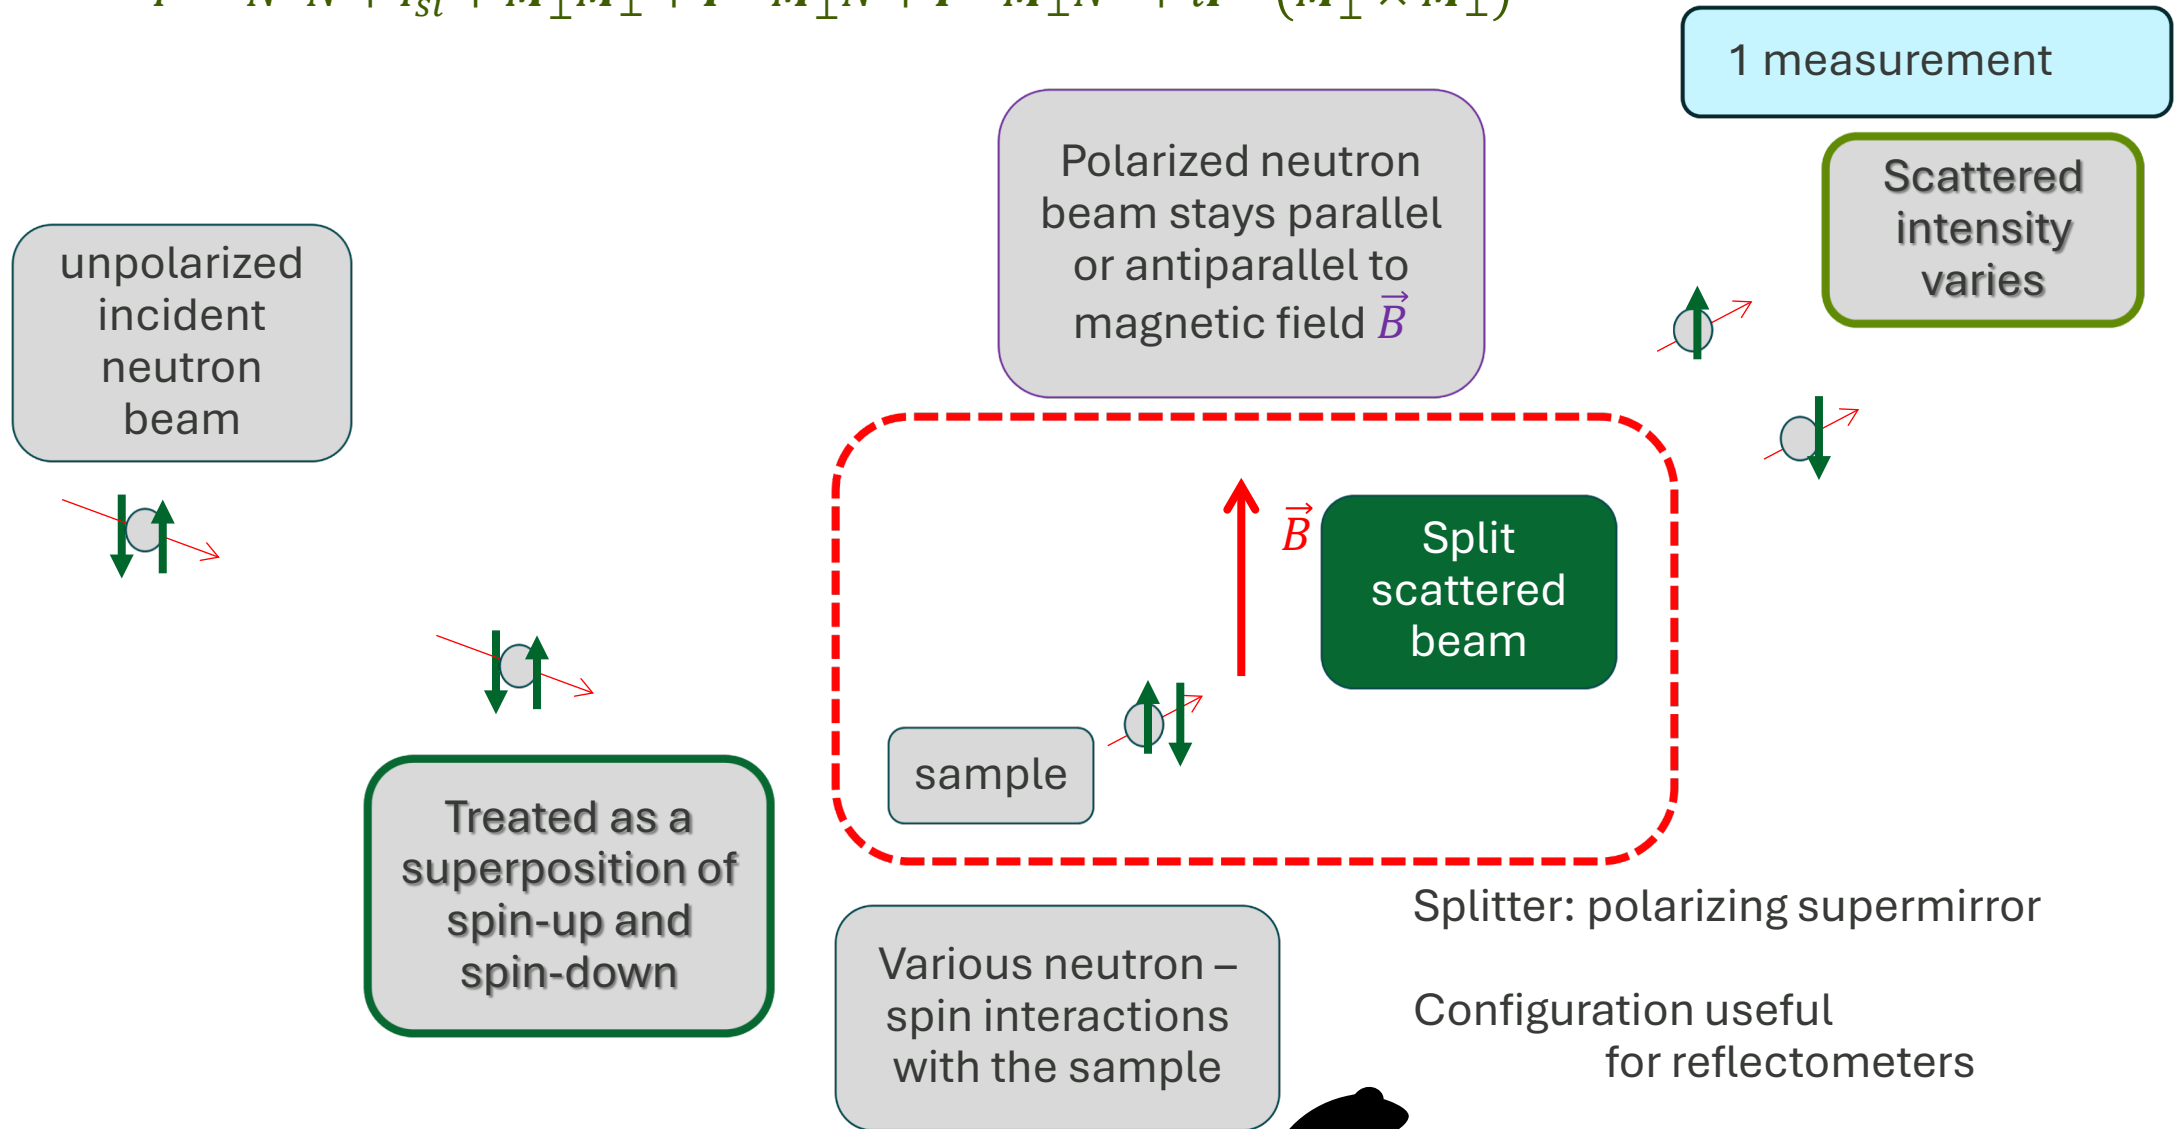 1 measurement
Scattered
intensity
varies
Polarized neutron
beam stays parallel
or antiparallel to
magnetic field B⃗
unpolarized
incident
neutron
beam
B⃗
Split
scattered
beam
sample
Treated as a
superposition of
spin-up and
spin-down
Various neutron –
spin interactions
with the sample
Splitter: polarizing supermirror
Configuration useful
for reflectometers